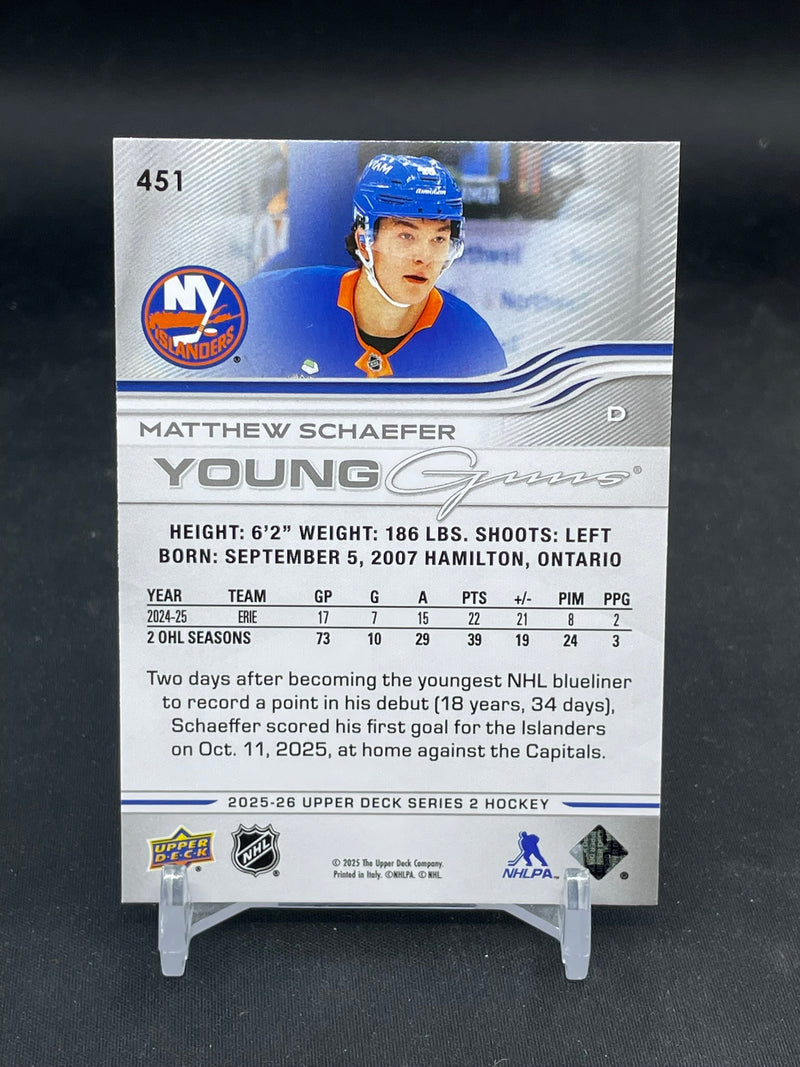 451
NY
ISLANDERS
D
MATTHEW SCHAEFER
YOUNG Guns®
HEIGHT: 6'2" WEIGHT: 186 LBS. SHOOTS: LEFT
BORN: SEPTEMBER 5, 2007 HAMILTON, ONTARIO
YEAR TEAM GP G A PTS +/- PIM PPG
2024-25 ERIE 17 7 15 22 21 8 2
2 OHL SEASONS 73 10 29 39 19 24 3
Two days after becoming the youngest NHL blueliner
to record a point in his debut (18 years, 34 days),
Schaeffer scored his first goal for the Islanders
on Oct. 11, 2025, at home against the Capitals.
2025-26 UPPER DECK SERIES 2 HOCKEY
UPPER DECK
NHL
© 2025 The Upper Deck Company.
Printed in Italy. ©NHLPA. © NHL.
NHLPA